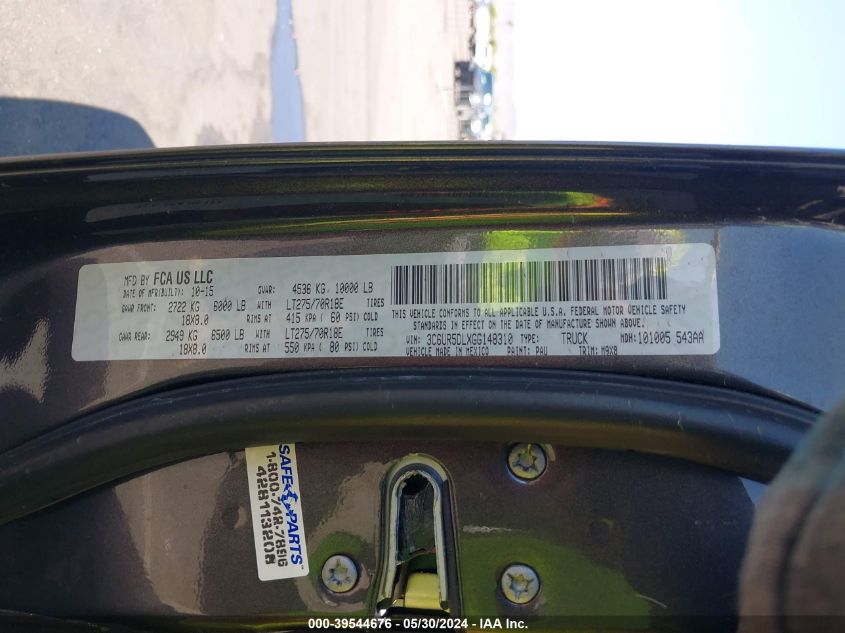 MFD BY FCA US LLC
DATE OF MFR(BUILT): 10-15 GVWR: 4536 KG 10000 LB
GAWR FRONT: 2722 KG 6000 LB WITH LT275/70R18E TIRES
18X8.0 RIMS AT 415 KPA ( 60 PSI) COLD
GAWR REAR: 2949 KG 6500 LB WITH LT275/70R18E TIRES
18X8.0 RIMS AT 550 KPA ( 80 PSI) COLD
THIS VEHICLE CONFORMS TO ALL APPLICABLE U.S.A. FEDERAL MOTOR VEHICLE SAFETY
STANDARDS IN EFFECT ON THE DATE OF MANUFACTURE SHOWN ABOVE.
VIN: 3C6UR5DLXGG148310 TYPE: TRUCK MDH:101005 543AA
VEHICLE MADE IN MEXICO PAINT: PAU TRIM: M9X8
SAFE PARTS
1-800-742-7896
000-39544676 - 05/30/2024 - IAA Inc.